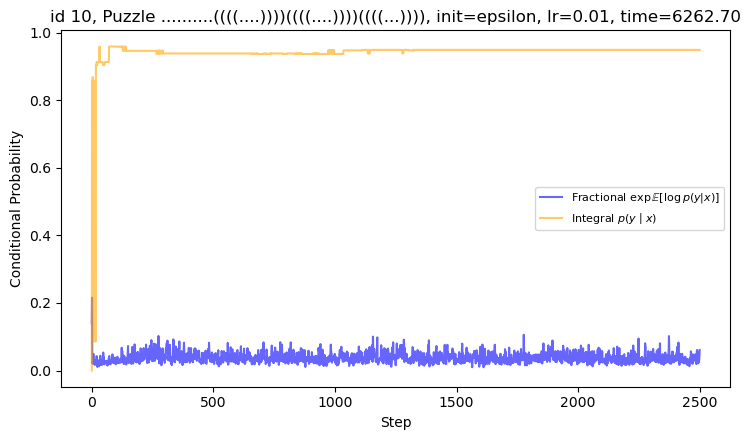 id 10, Puzzle ..........((((....))))((((....))))((((...)))), init=epsilon, lr=0.01, time=6262.70
1.0
0.8
0.6
0.4
0.2
0.0
Conditional Probability
Fractional exp𝔼[log p(y|x)]
Integral p(y | x)
0
500
1000
1500
2000
2500
Step